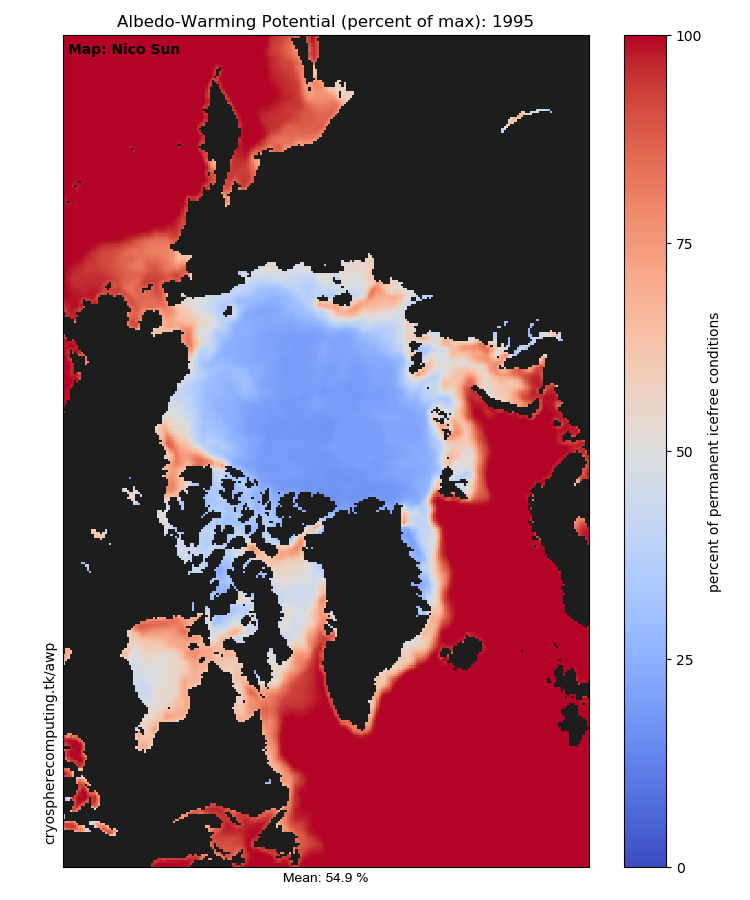 Albedo-Warming Potential (percent of max): 1995
Map: Nico Sun
100
75
50
25
0
percent of permanent icefree conditions
cryospherecomputing.tk/awp
Mean: 54.9 %